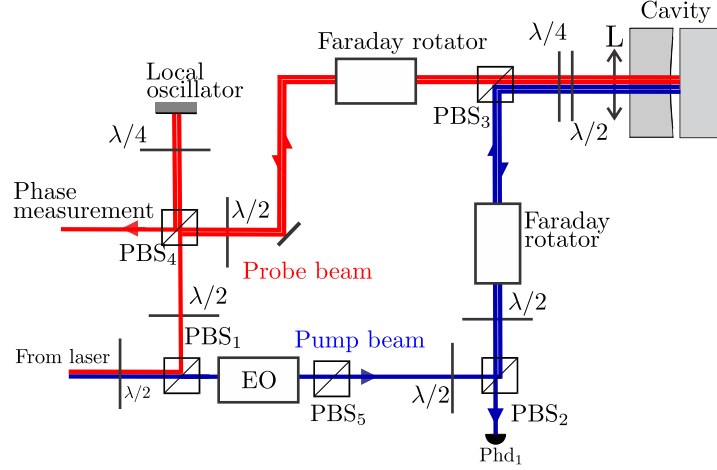 Cavity
Faraday rotator
λ/4
L
Local
oscillator
PBS₃
λ/2
λ/4
Phase
measurement
λ/2
Faraday
rotator
PBS₄
Probe beam
λ/2
λ/2
PBS₁
Pump beam
From laser
EO
λ/2
λ/2
PBS₅
PBS₂
Phd₁